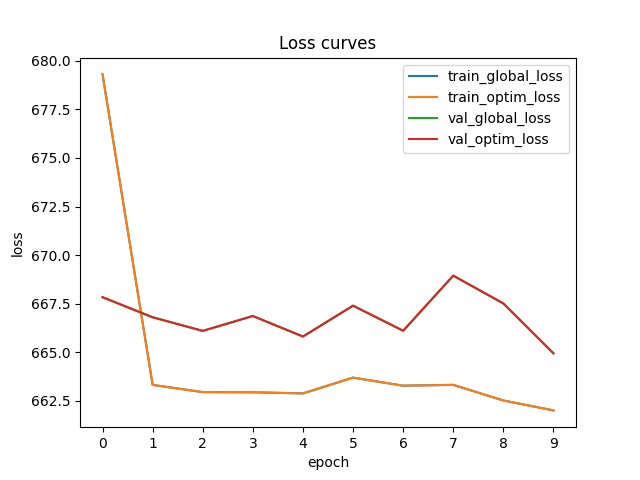 Loss curves
680.0
677.5
675.0
672.5
670.0
667.5
665.0
662.5
loss
train_global_loss
train_optim_loss
val_global_loss
val_optim_loss
0 1 2 3 4 5 6 7 8 9
epoch